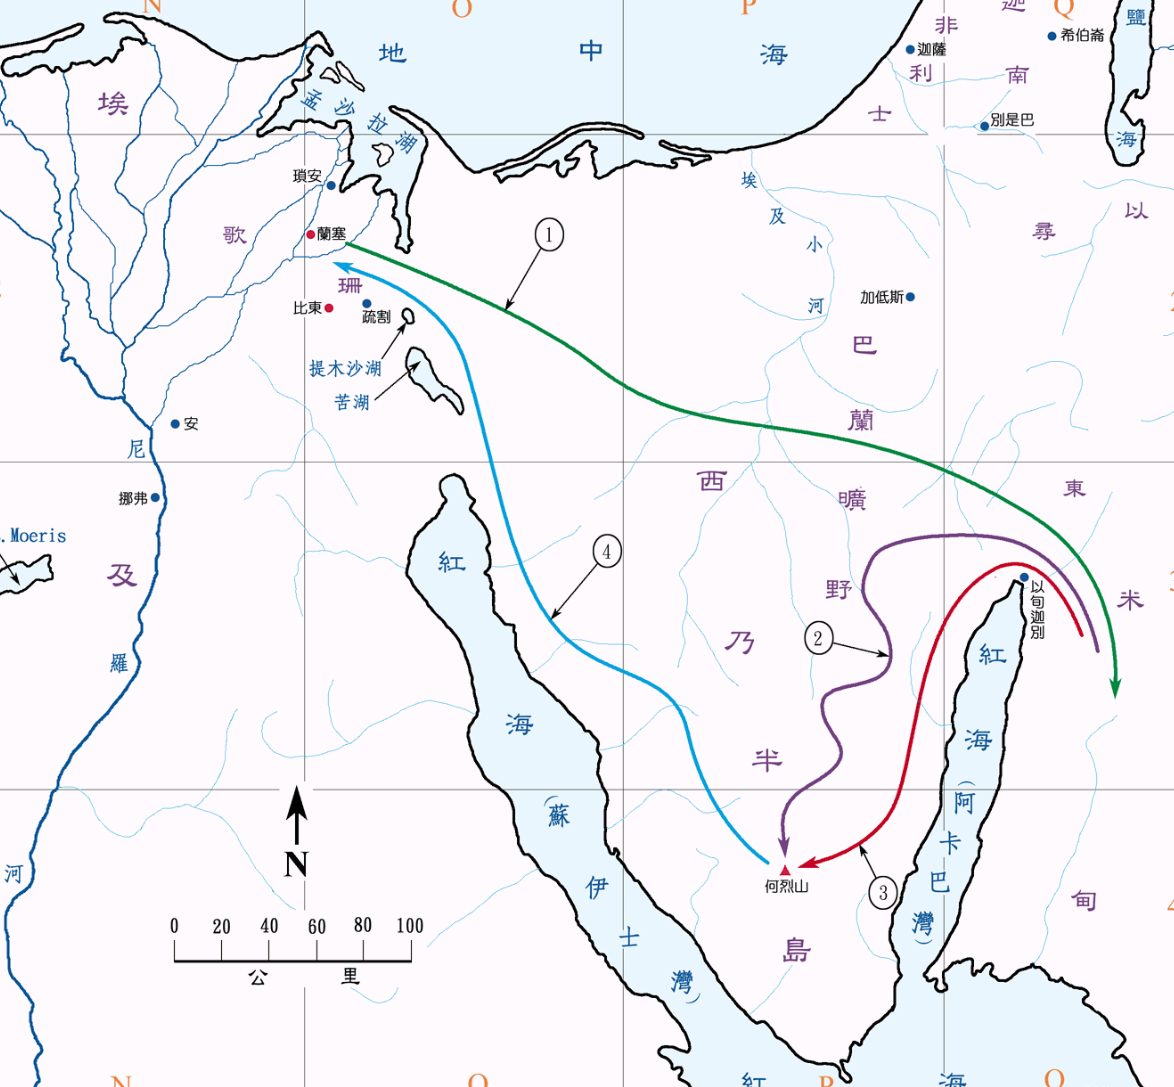 N
O
P
迦
Q
鹽
地
中
海
非
迦薩
希伯崙
埃
利
南
孟沙拉湖
士
別是巴
海
瑣安
埃及小河
以
歌
蘭塞
①
尋
珊
加低斯
比東
疏割
巴
提木沙湖
苦湖
蘭
安
尼
西
曠
東
挪弗
.Moeris
紅
④
及
野
以旬迦別
米
②
乃
紅
羅
海
海
半
(蘇
(阿
N
卡
河
何烈山
③
巴
伊
甸
0 20 40 60 80 100
灣)
士
島
公里
灣)
紅
海
N
O
P
Q